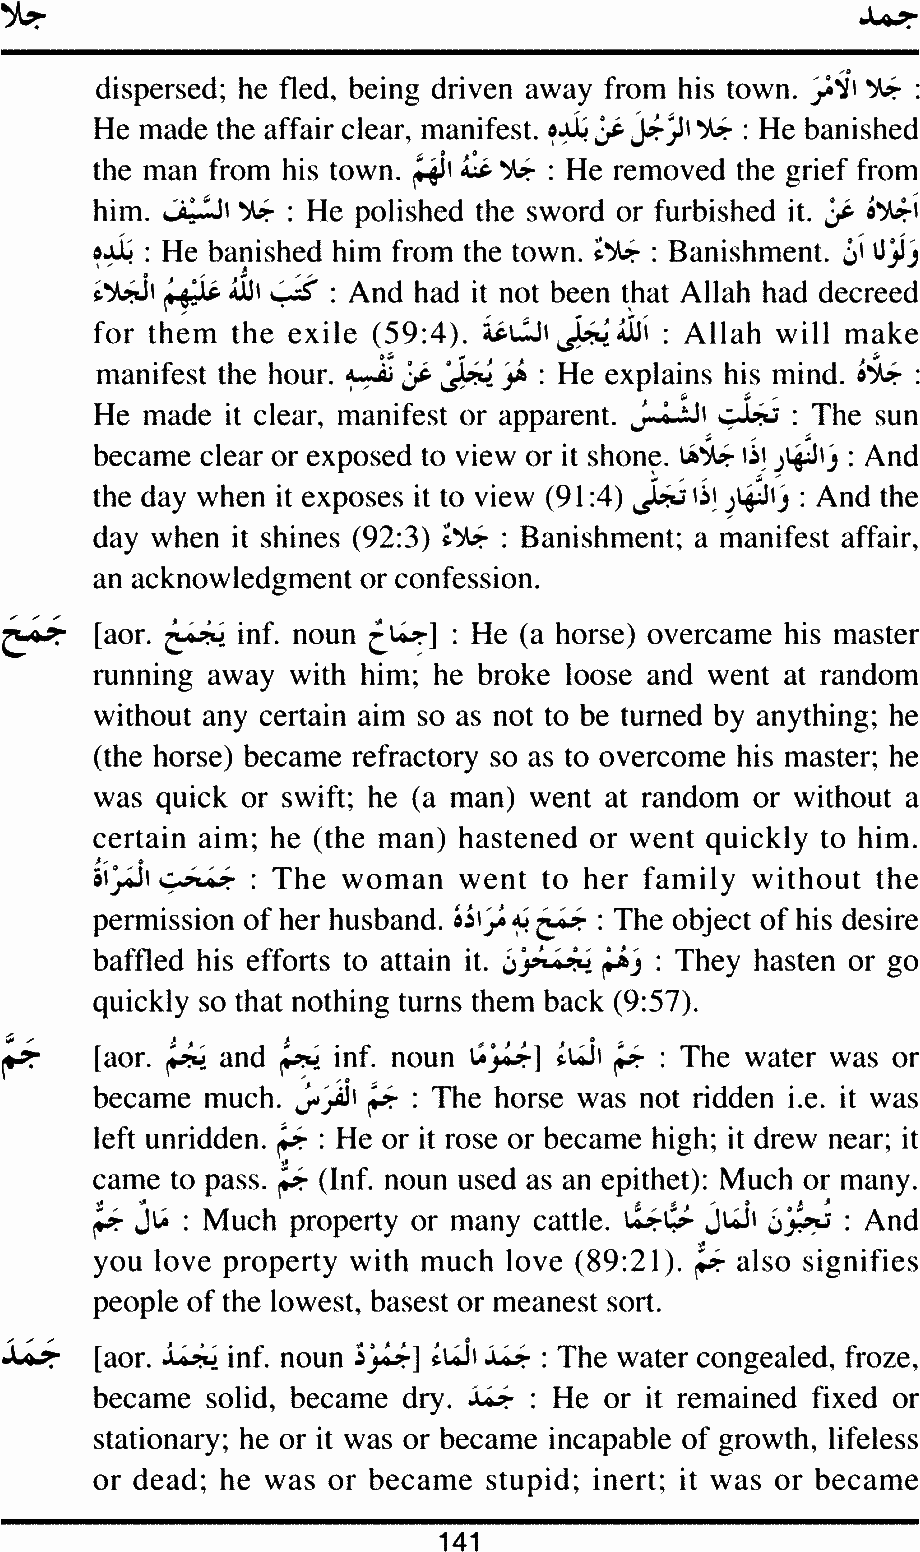 جلا جمد
dispersed; he fled, being driven away from his town. جَلا الْاَمْرَ :
He made the affair clear, manifest. جَلا الرَّجُلَ عَنْ بَلَدِهٖ : He banished
the man from his town. جَلا عَنْهُ الْهَمَّ : He removed the grief from
him. جَلا السَّيْفَ : He polished the sword or furbished it. اَجْلاهُ عَنْ
بَلَدِهٖ : He banished him from the town. جَلاءٌ : Banishment. وَلَوْلَا اَنْ
كَتَبَ اللّٰهُ عَلَيْهِمُ الْجَلاءَ : And had it not been that Allah had decreed
for them the exile (59:4). اَللّٰهُ يُجَلِّى السَّاعَةَ : Allah will make
manifest the hour. هُوَ يُجَلِّىْ عَنْ نَفْسِهٖ : He explains his mind. جَلَّاهُ :
He made it clear, manifest or apparent. تَجَلَّتِ الشَّمْسُ : The sun
became clear or exposed to view or it shone. وَالنَّهَارِ اِذَا جَلَّاهَا : And
the day when it exposes it to view (91:4) وَالنَّهَارِ اِذَا تَجَلّٰى : And the
day when it shines (92:3) جَلاءٌ : Banishment; a manifest affair,
an acknowledgment or confession.
جَمَحَ [aor. يَجْمَحُ inf. noun جِمَاحٌ] : He (a horse) overcame his master
running away with him; he broke loose and went at random
without any certain aim so as not to be turned by anything; he
(the horse) became refractory so as to overcome his master; he
was quick or swift; he (a man) went at random or without a
certain aim; he (the man) hastened or went quickly to him.
جَمَحَتِ الْمَرْاَةُ : The woman went to her family without the
permission of her husband. جَمَحَ بِهٖ مُرَادُهٗ : The object of his desire
baffled his efforts to attain it. وَهُمْ يَجْمَحُوْنَ : They hasten or go
quickly so that nothing turns them back (9:57).
جَمَّ [aor. يَجُمُّ and يَجِمُّ inf. noun جُمُوْمًا] جَمَّ الْمَاءُ : The water was or
became much. جَمَّ الْفَرَسُ : The horse was not ridden i.e. it was
left unridden. جَمَّ : He or it rose or became high; it drew near; it
came to pass. جَمٌّ (Inf. noun used as an epithet): Much or many.
مَالٌ جَمٌّ : Much property or many cattle. تُحِبُّوْنَ الْمَالَ حُبًّاجَمًّا : And
you love property with much love (89:21). جَمٌّ also signifies
people of the lowest, basest or meanest sort.
جَمَدَ [aor. يَجْمَدُ inf. noun جُمُوْدٌ] جَمَدَ الْمَاءُ : The water congealed, froze,
became solid, became dry. جَمَدَ : He or it remained fixed or
stationary; he or it was or became incapable of growth, lifeless
or dead; he was or became stupid; inert; it was or became
141